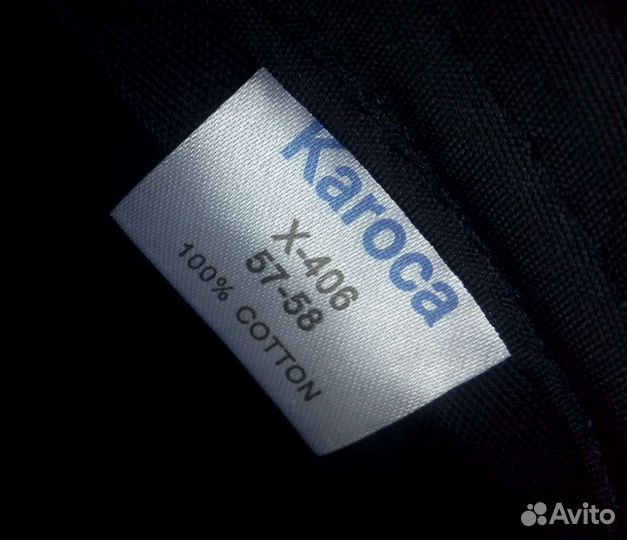 Karoca
X-406
57-58
100% COTTON
Avito